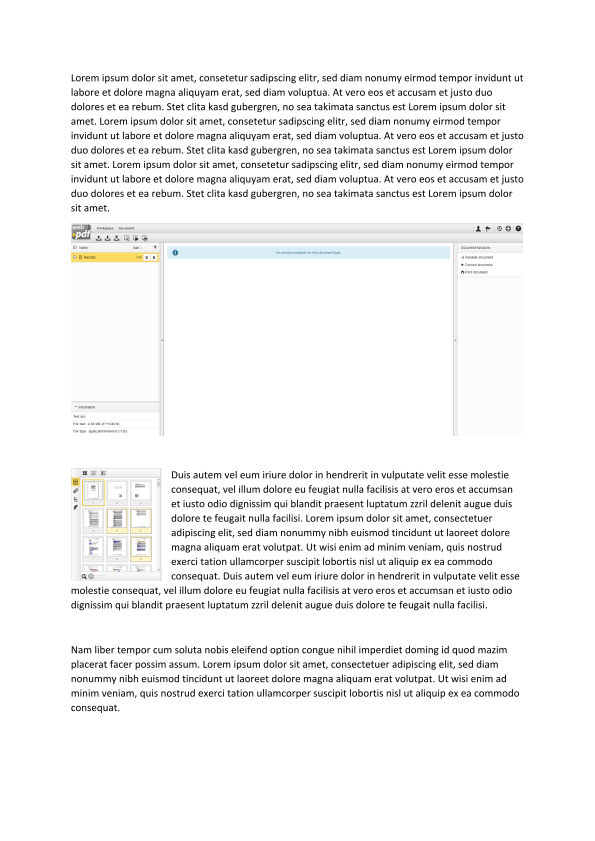 Lorem ipsum dolor sit amet, consetetur sadipscing elitr, sed diam nonumy eirmod tempor invidunt ut
labore et dolore magna aliquyam erat, sed diam voluptua. At vero eos et accusam et justo duo
dolores et ea rebum. Stet clita kasd gubergren, no sea takimata sanctus est Lorem ipsum dolor sit
amet. Lorem ipsum dolor sit amet, consetetur sadipscing elitr, sed diam nonumy eirmod tempor
invidunt ut labore et dolore magna aliquyam erat, sed diam voluptua. At vero eos et accusam et justo
duo dolores et ea rebum. Stet clita kasd gubergren, no sea takimata sanctus est Lorem ipsum dolor
sit amet. Lorem ipsum dolor sit amet, consetetur sadipscing elitr, sed diam nonumy eirmod tempor
invidunt ut labore et dolore magna aliquyam erat, sed diam voluptua. At vero eos et accusam et justo
duo dolores et ea rebum. Stet clita kasd gubergren, no sea takimata sanctus est Lorem ipsum dolor
sit amet.
web pdf
Workspace Document
Name Size
Document functions
No preview available for this document type
Rename document
Convert document
Print document
Information
File size
File type
Duis autem vel eum iriure dolor in hendrerit in vulputate velit esse molestie
consequat, vel illum dolore eu feugiat nulla facilisis at vero eros et accumsan
et iusto odio dignissim qui blandit praesent luptatum zzril delenit augue duis
dolore te feugait nulla facilisi. Lorem ipsum dolor sit amet, consectetuer
adipiscing elit, sed diam nonummy nibh euismod tincidunt ut laoreet dolore
magna aliquam erat volutpat. Ut wisi enim ad minim veniam, quis nostrud
exerci tation ullamcorper suscipit lobortis nisl ut aliquip ex ea commodo
consequat. Duis autem vel eum iriure dolor in hendrerit in vulputate velit esse
molestie consequat, vel illum dolore eu feugiat nulla facilisis at vero eros et accumsan et iusto odio
dignissim qui blandit praesent luptatum zzril delenit augue duis dolore te feugait nulla facilisi.
Nam liber tempor cum soluta nobis eleifend option congue nihil imperdiet doming id quod mazim
placerat facer possim assum. Lorem ipsum dolor sit amet, consectetuer adipiscing elit, sed diam
nonummy nibh euismod tincidunt ut laoreet dolore magna aliquam erat volutpat. Ut wisi enim ad
minim veniam, quis nostrud exerci tation ullamcorper suscipit lobortis nisl ut aliquip ex ea commodo
consequat.